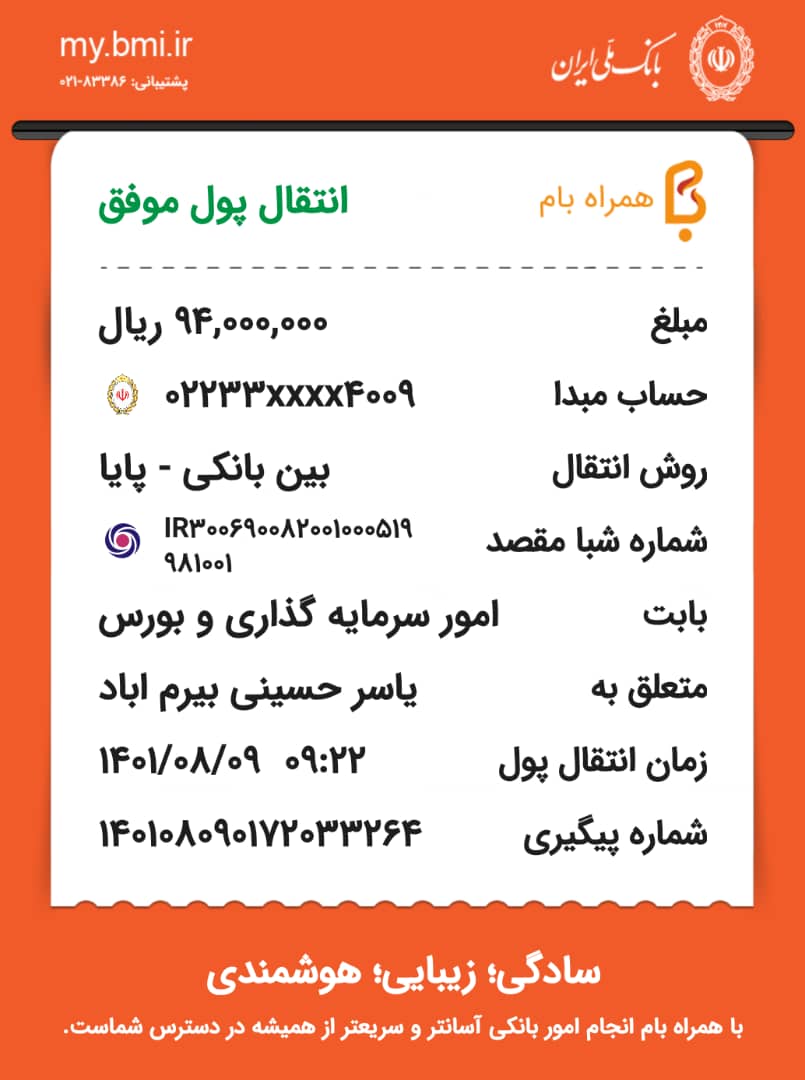 my.bmi.ir
پشتیبانی: ۸۳۳۸۶-۰۲۱
بانک ملی ایران
همراه بام
انتقال پول موفق
مبلغ ۹۴,۰۰۰,۰۰۰ ریال
حساب مبدا ۰۲۲۳۳xxxx۴۰۰۹
روش انتقال بین بانکی - پایا
شماره شبا مقصد IR۳۰۰۶۹۰۰۸۲۰۰۱۰۰۰۵۱۹
۹۸۱۰۰۱
بابت امور سرمایه گذاری و بورس
متعلق به یاسر حسینی بیرم اباد
زمان انتقال پول ۰۹:۲۲ ۱۴۰۱/۰۸/۰۹
شماره پیگیری ۱۴۰۱۰۸۰۹۰۱۷۲۰۳۳۲۶۴
سادگی؛ زیبایی؛ هوشمندی
با همراه بام انجام امور بانکی آسانتر و سریعتر از همیشه در دسترس شماست.